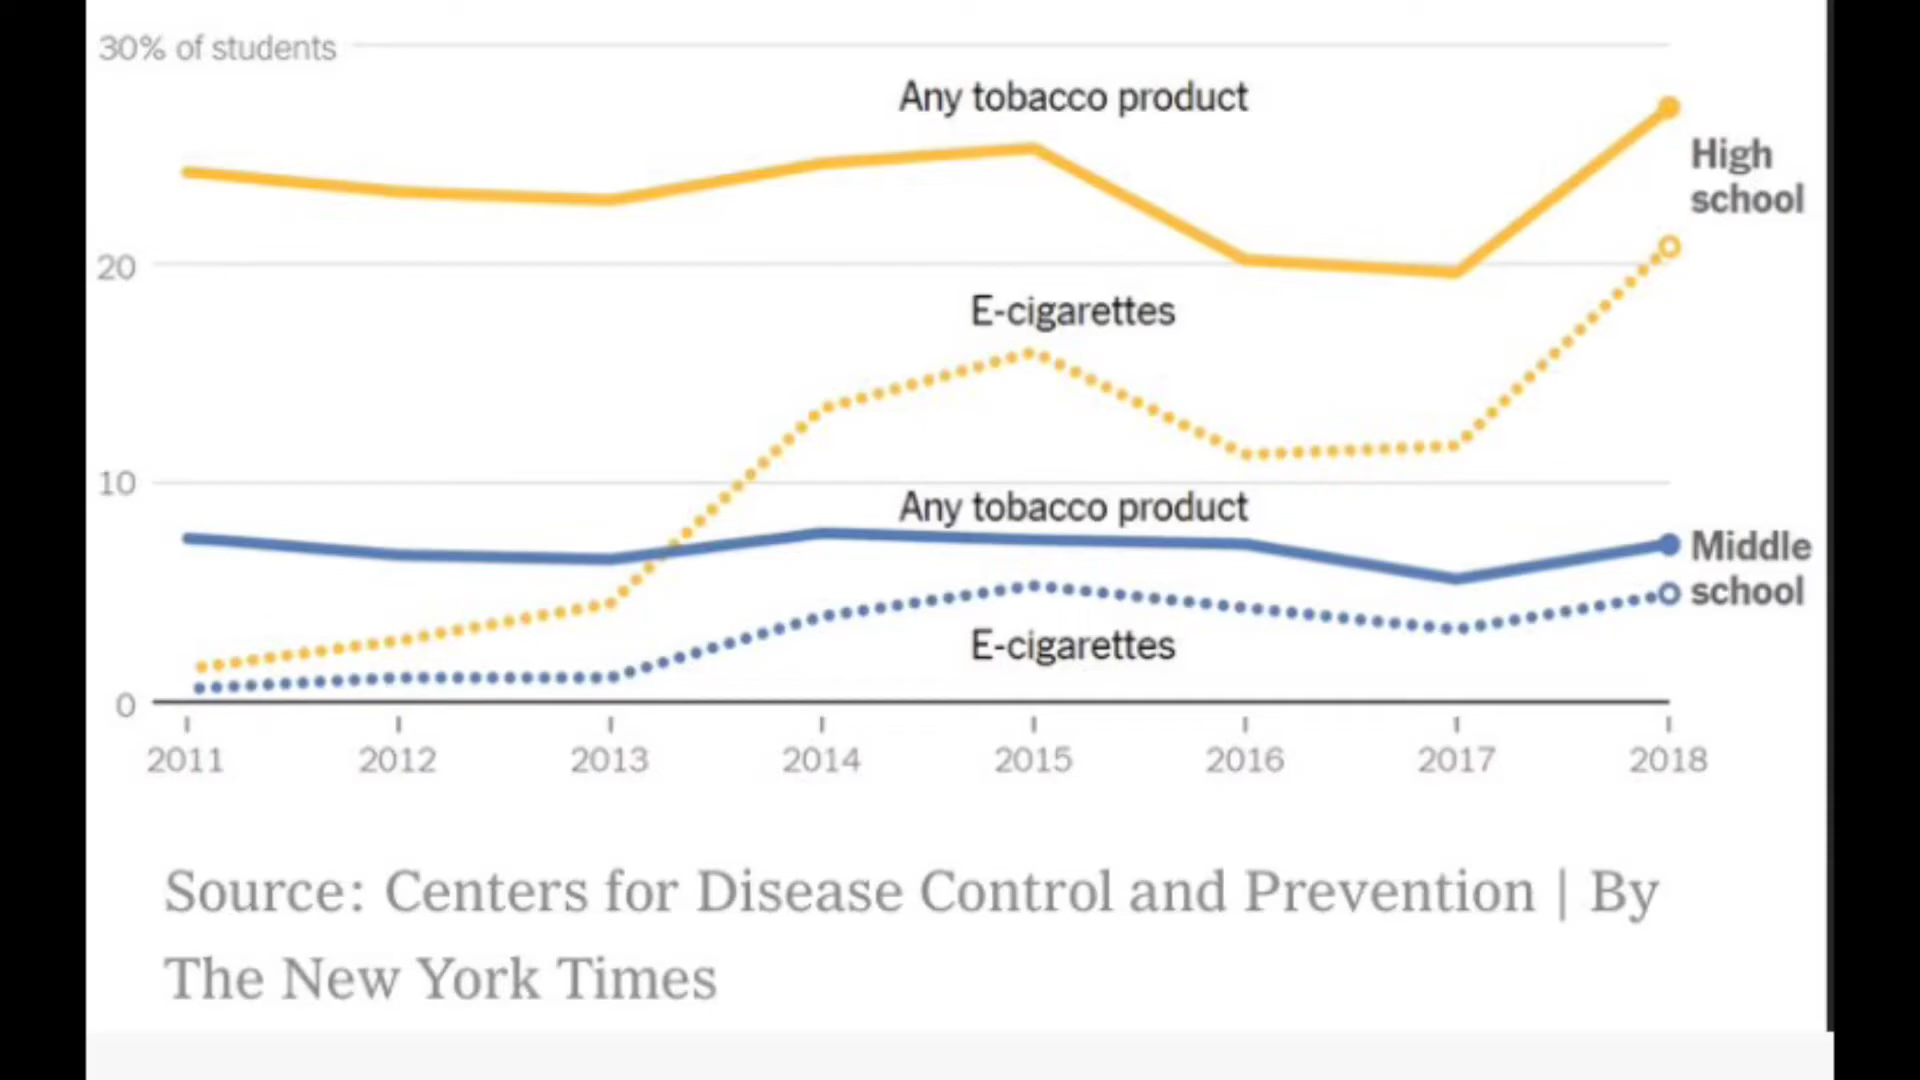 30% of students
Any tobacco product
High
school
20
E-cigarettes
10
Any tobacco product
Middle
school
E-cigarettes
0
2011 2012 2013 2014 2015 2016 2017 2018
Source: Centers for Disease Control and Prevention | By
The New York Times